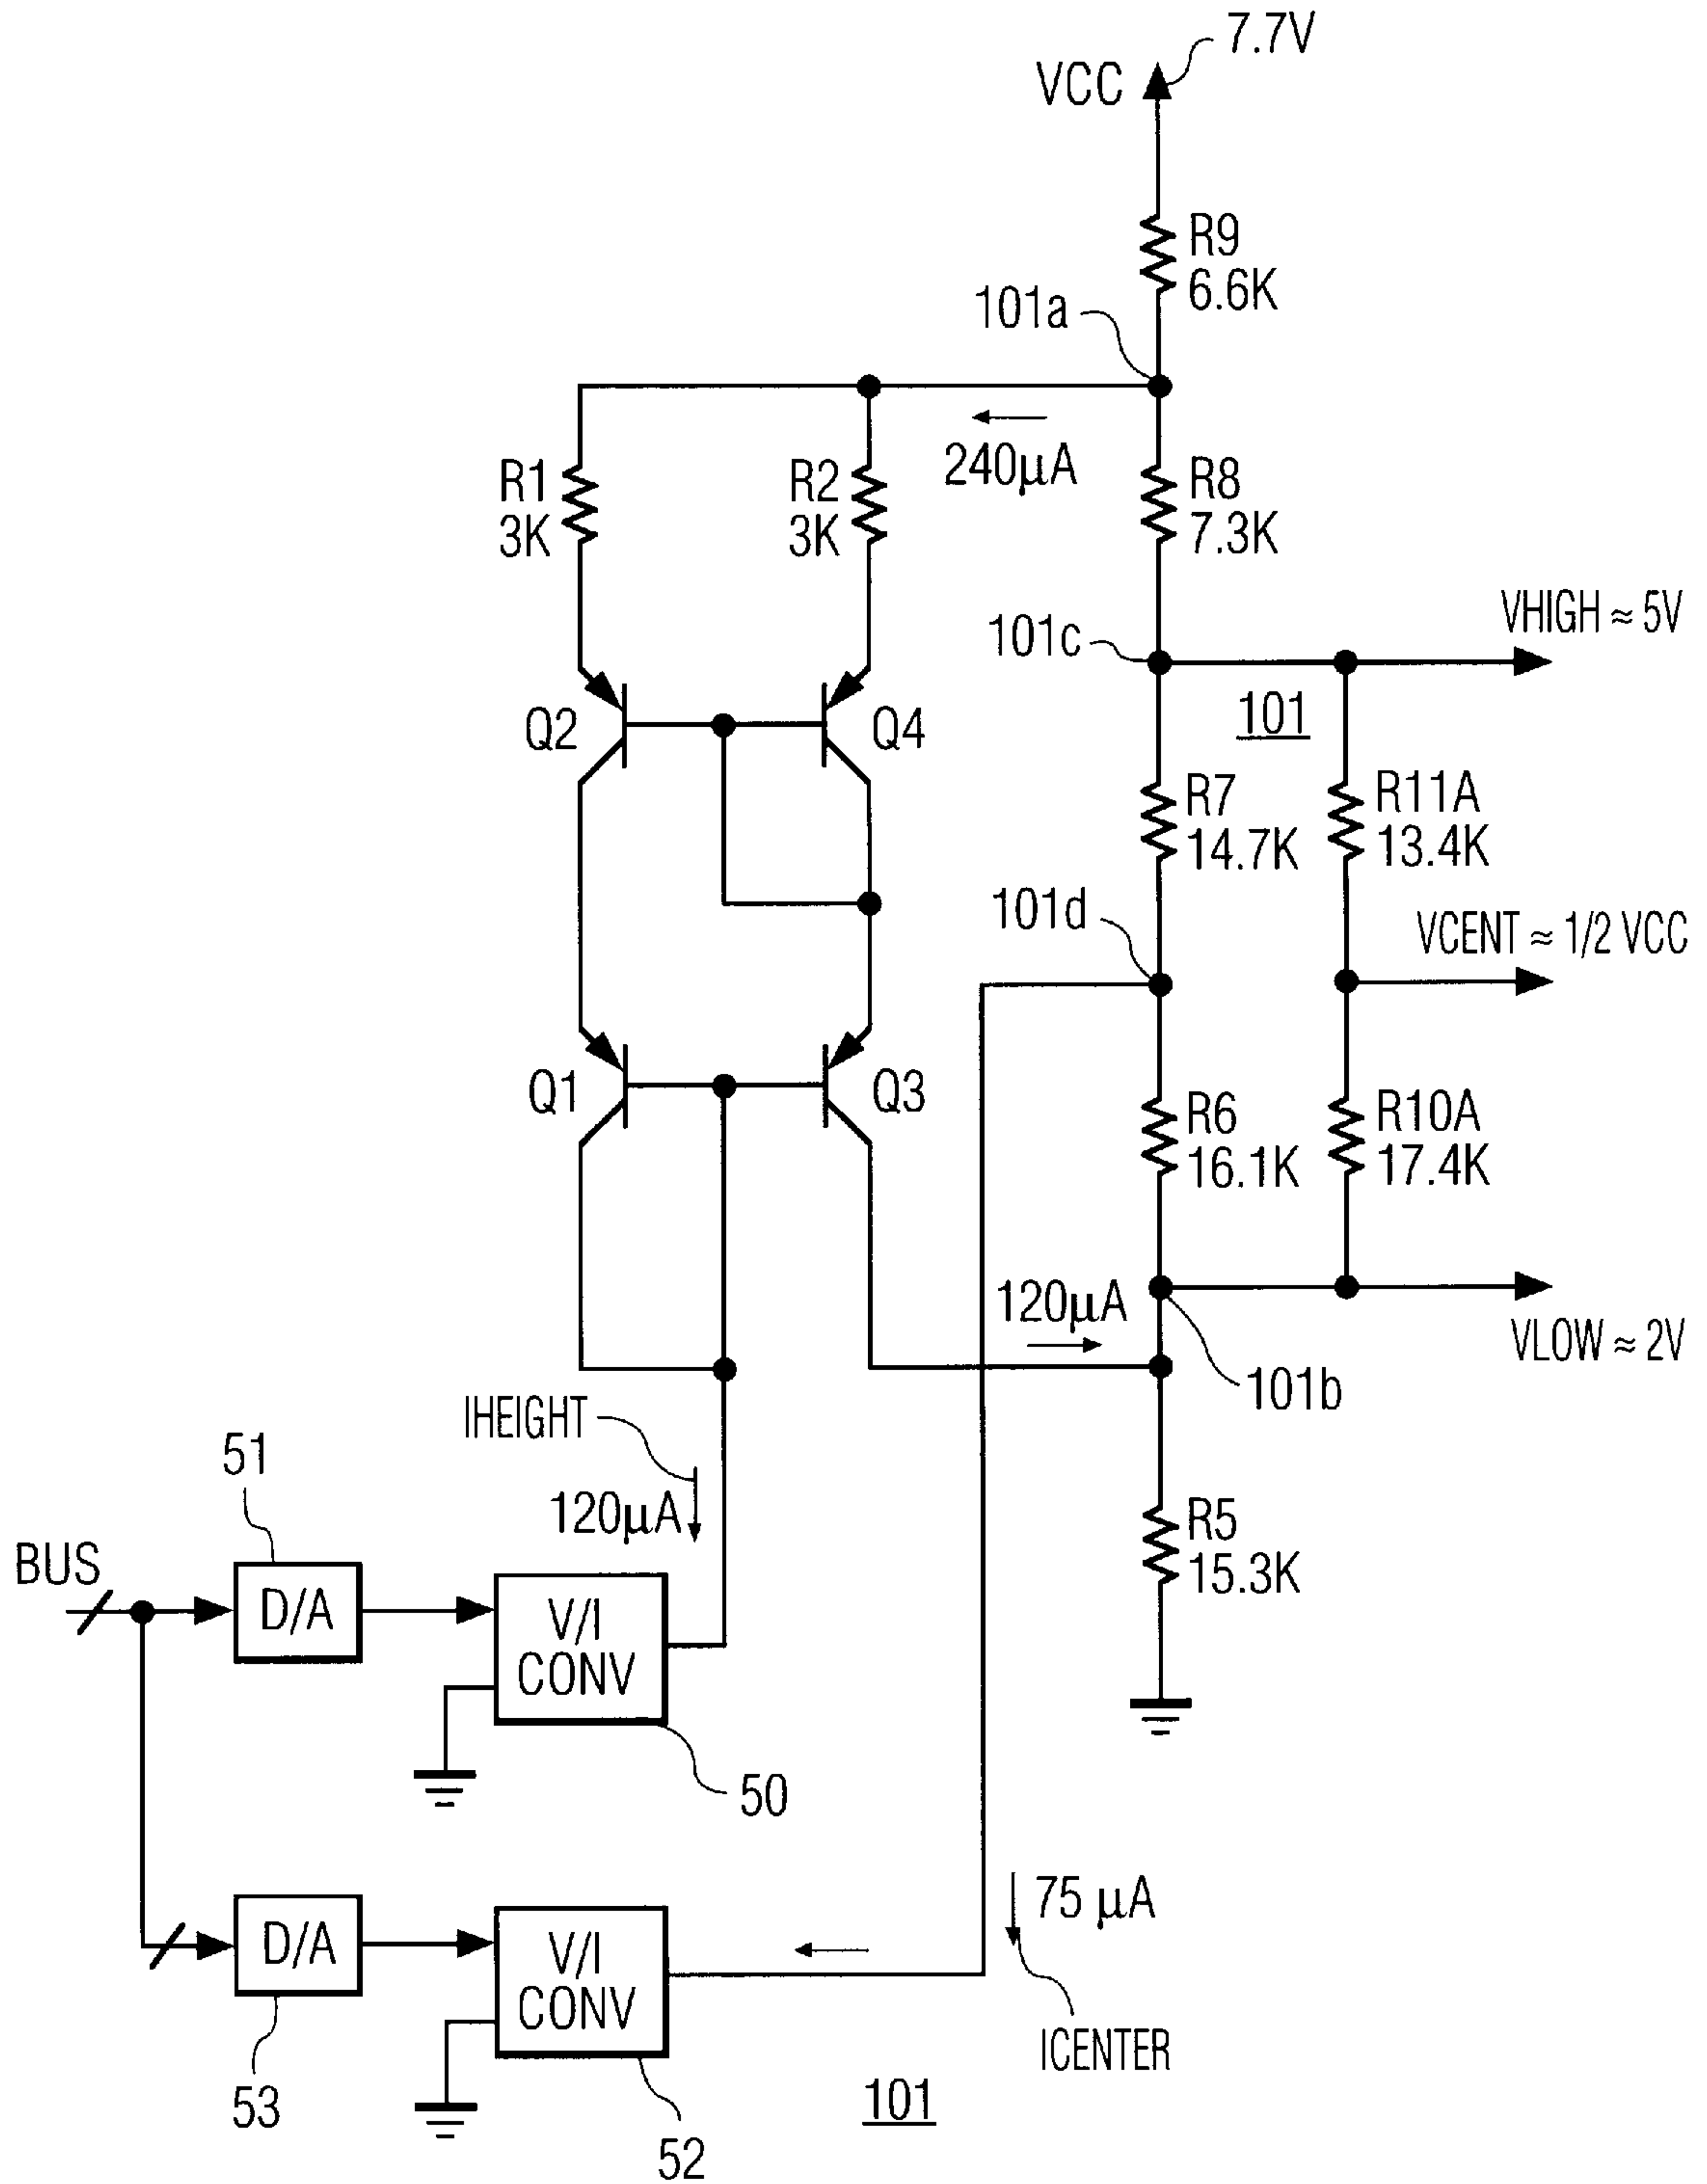 7.7V
VCC
R9
6.6K
101a
240µA
R1
3K
R2
3K
R8
7.3K
VHIGH ≈ 5V
101c
101
Q2
Q4
R7
14.7K
R11A
13.4K
101d
VCENT ≈ 1/2 VCC
Q1
Q3
R6
16.1K
R10A
17.4K
120µA
VLOW ≈ 2V
101b
IHEIGHT
51
120µA
R5
15.3K
BUS
D/A
V/I
CONV
50
75 µA
D/A
V/I
CONV
ICENTER
53
101
52